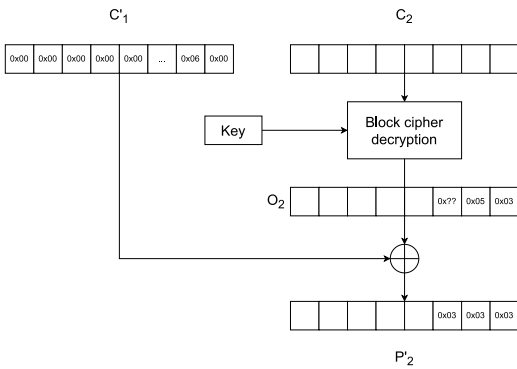 C'1 C2
0x00 0x00 0x00 0x00 0x00 ... 0x06 0x00
Block cipher
decryption
Key
O2 0x?? 0x05 0x03
0x03 0x03 0x03
P'2